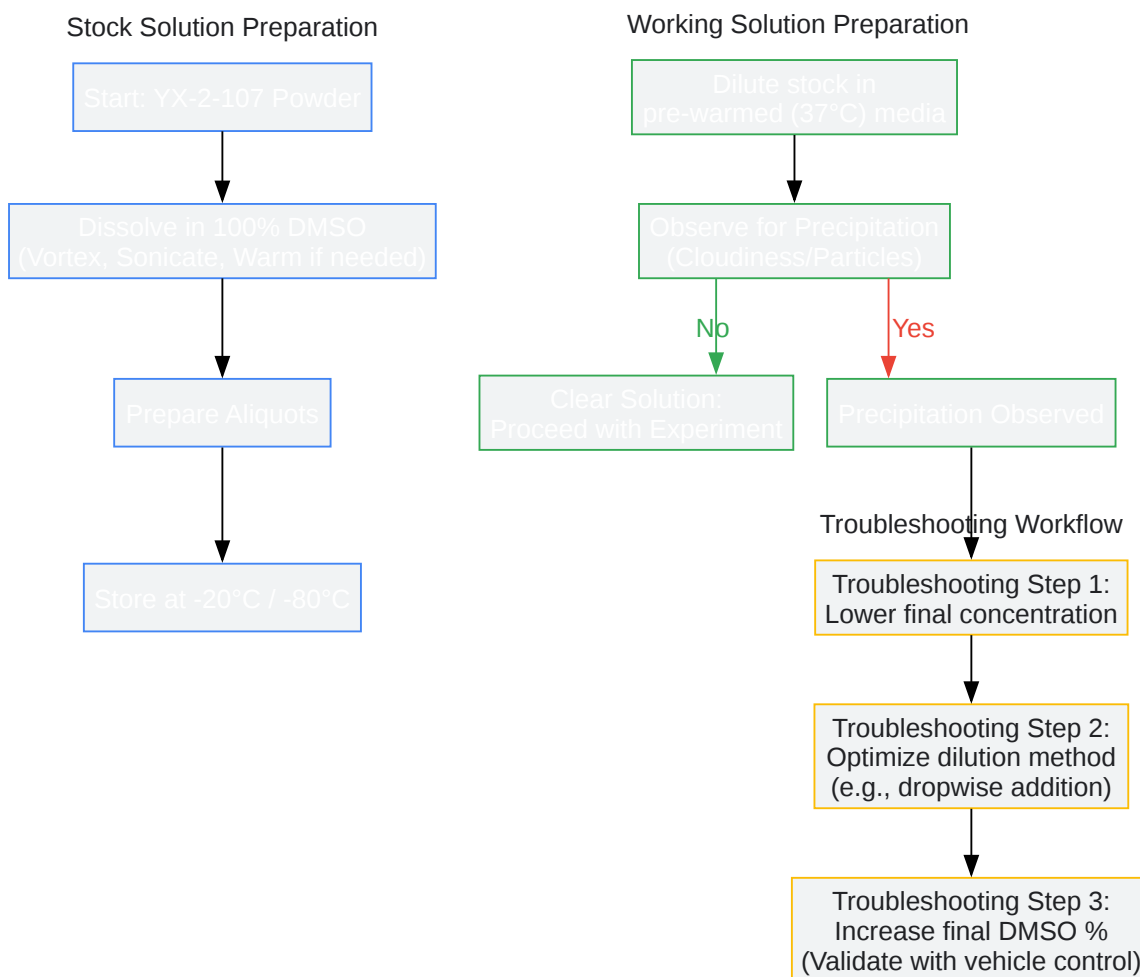 Stock Solution Preparation
Start: YX-2-107 Powder
Dissolve in 100% DMSO
(Vortex, Sonicate, Warm if needed)
Prepare Aliquots
Store at -20°C / -80°C
Working Solution Preparation
Dilute stock in
pre-warmed (37°C) media
Observe for Precipitation
(Cloudiness/Particles)
No
Yes
Clear Solution:
Proceed with Experiment
Precipitation Observed
Troubleshooting Workflow
Troubleshooting Step 1:
Lower final concentration
Troubleshooting Step 2:
Optimize dilution method
(e.g., dropwise addition)
Troubleshooting Step 3:
Increase final DMSO %
(Validate with vehicle control)